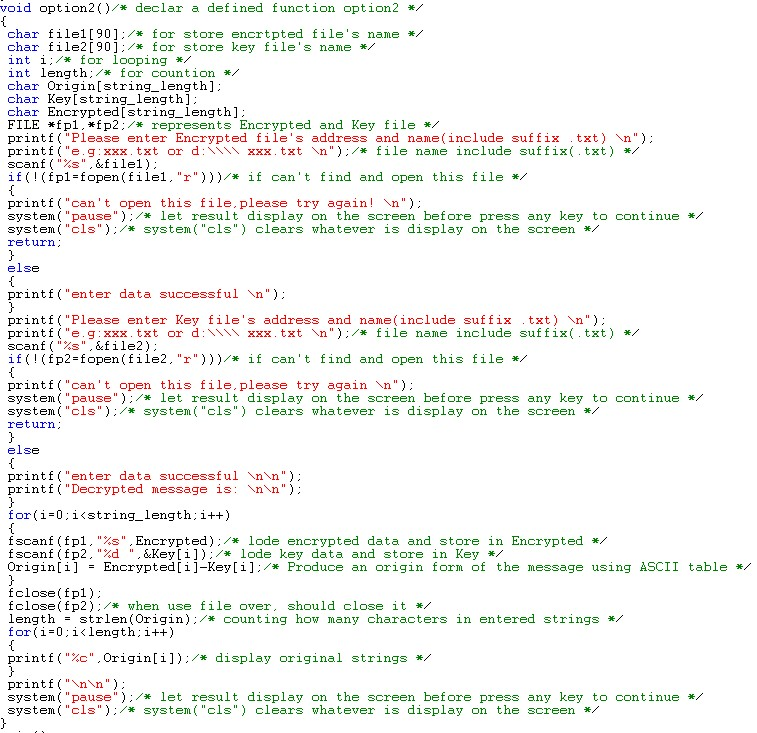 void option2()/* declar a defined function option2 */
{
char file1[90];/* for store encrtpted file's name */
char file2[90];/* for store key file's name */
int i;/* for looping */
int length;/* for countion */
char Origin[string_length];
char Key[string_length];
char Encrypted[string_length];
FILE *fp1,*fp2;/* represents Encrypted and Key file */
printf("Please enter Encrypted file's address and name(include suffix .txt) \n");
printf("e.g:xxx.txt or d:\\\\ xxx.txt \n");/* file name include suffix(.txt) */
scanf("%s",&file1);
if(!(fp1=fopen(file1,"r")))/* if can't find and open this file */
{
printf("can't open this file,please try again! \n");
system("pause");/* let result display on the screen before press any key to continue */
system("cls");/* system("cls") clears whatever is display on the screen */
return;
}
else
{
printf("enter data successful \n");
}
printf("Please enter Key file's address and name(include suffix .txt) \n");
printf("e.g:xxx.txt or d:\\\\ xxx.txt \n");/* file name include suffix(.txt) */
scanf("%s",&file2);
if(!(fp2=fopen(file2,"r")))/* if can't find and open this file */
{
printf("can't open this file,please try again \n");
system("pause");/* let result display on the screen before press any key to continue */
system("cls");/* system("cls") clears whatever is display on the screen */
return;
}
else
{
printf("enter data successful \n\n");
printf("Decrypted message is: \n\n");
}
for(i=0;i<string_length;i++)
{
fscanf(fp1,"%s",Encrypted);/* lode encrypted data and store in Encrypted */
fscanf(fp2,"%d ",&Key[i]);/* lode key data and store in Key */
Origin[i] = Encrypted[i]-Key[i];/* Produce an origin form of the message using ASCII table */
}
fclose(fp1);
fclose(fp2);/* when use file over, should close it */
length = strlen(Origin);/* counting how many characters in entered strings */
for(i=0;i<length;i++)
{
printf("%c",Origin[i]);/* display original strings */
}
printf("\n\n");
system("pause");/* let result display on the screen before press any key to continue */
system("cls");/* system("cls") clears whatever is display on the screen */
}